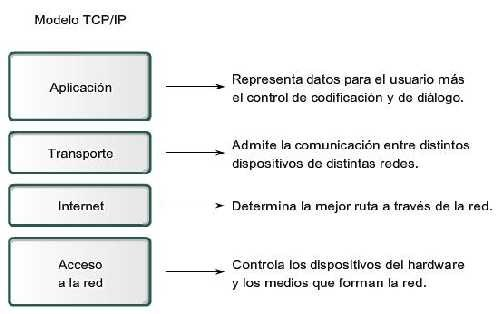 Modelo TCP/IP
Aplicación
Representa datos para el usuario más
el control de codificación y de diálogo.
Transporte
Admite la comunicación entre distintos
dispositivos de distintas redes.
Internet
Determina la mejor ruta a través de la red.
Acceso
a la red
Controla los dispositivos del hardware
y los medios que forman la red.